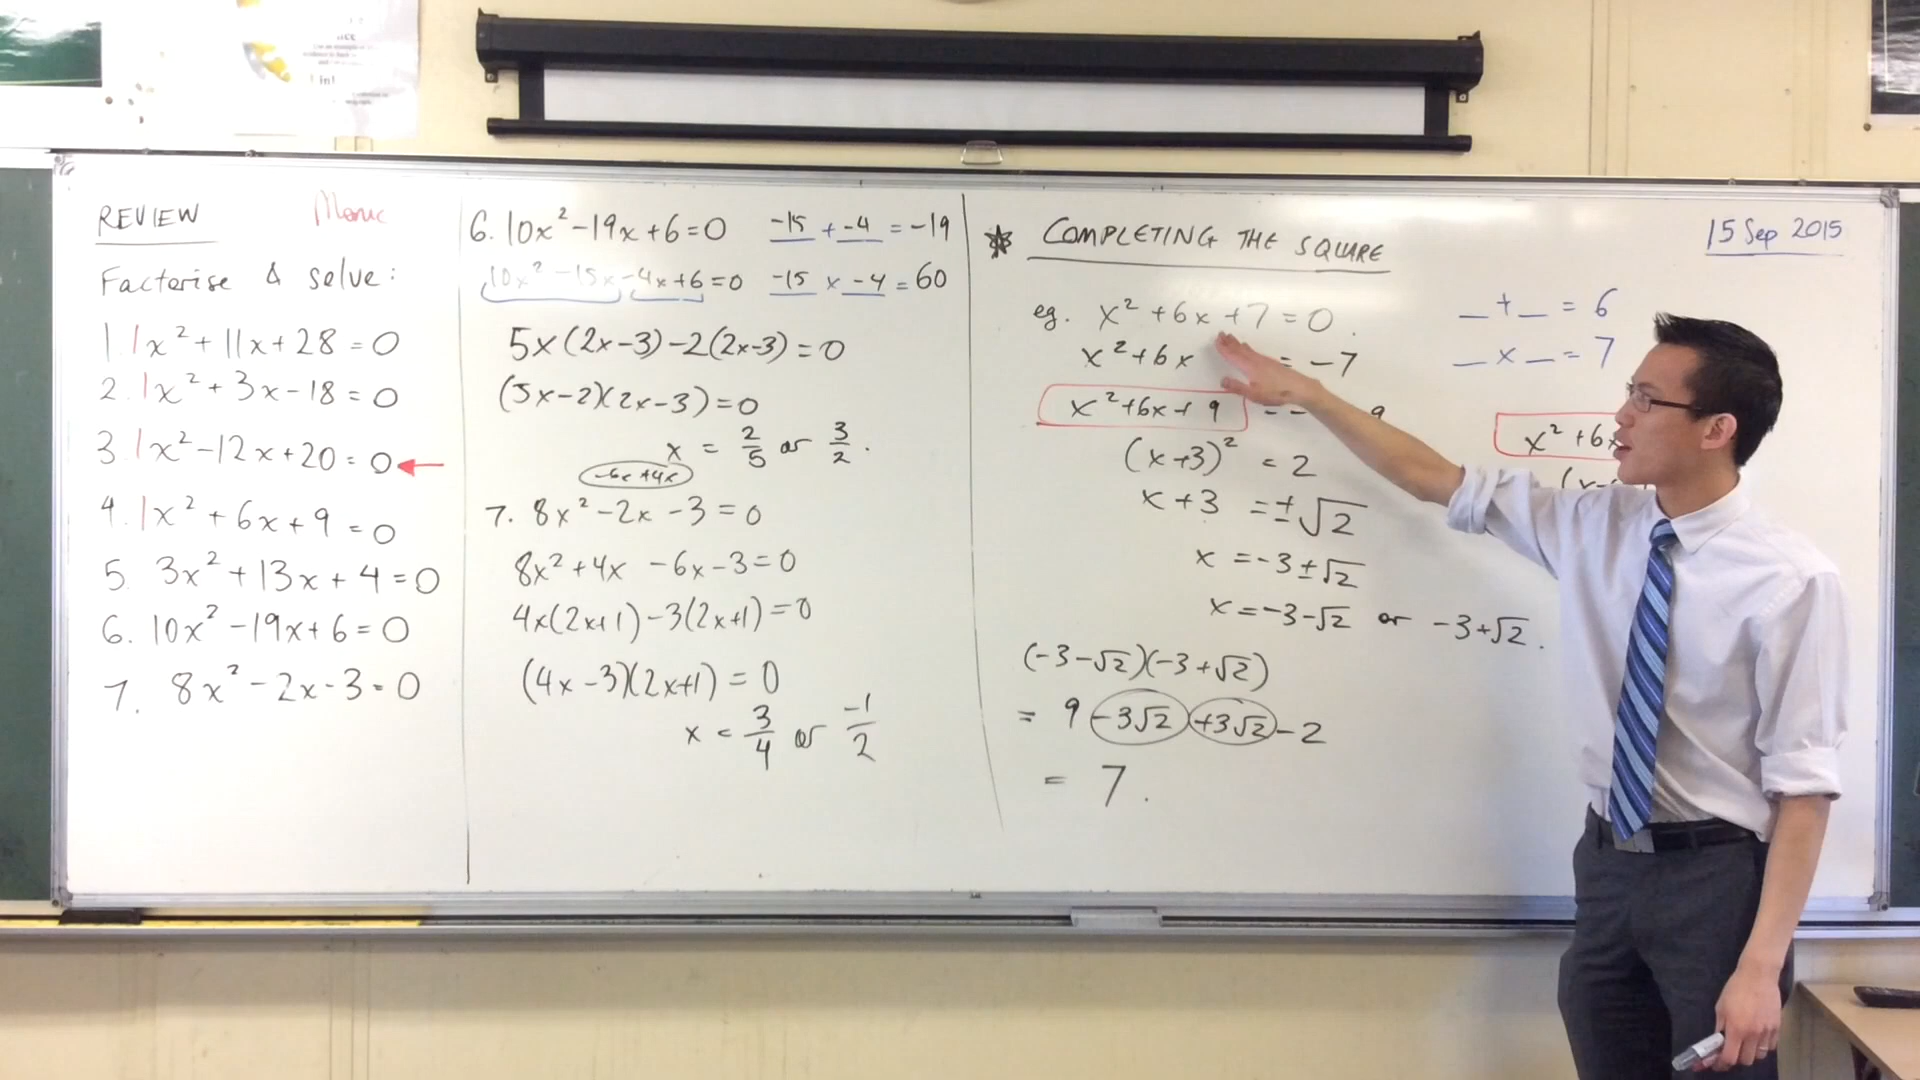 REVIEW
Monic
Factorise & solve:
1. 1x² + 11x + 28 = 0
2. 1x² + 3x - 18 = 0
3. 1x² - 12x + 20 = 0
4. 1x² + 6x + 9 = 0
5. 3x² + 13x + 4 = 0
6. 10x² - 19x + 6 = 0
7. 8x² - 2x - 3 = 0
6. 10x² - 19x + 6 = 0
-15 + -4 = -19
10x² - 15x - 4x + 6 = 0
-15 x -4 = 60
5x(2x-3) - 2(2x-3) = 0
(5x-2)(2x-3) = 0
x = 2/5 or 3/2.
-6x +4x
7. 8x² - 2x - 3 = 0
8x² + 4x - 6x - 3 = 0
4x(2x+1) - 3(2x+1) = 0
(4x-3)(2x+1) = 0
x = 3/4 or -1/2
COMPLETING THE SQUARE
15 Sep 2015
eg. x² + 6x + 7 = 0.
x² + 6x = -7
x² + 6x + 9 = - 9
(x+3)² = 2
x + 3 = ±√2
x = -3 ± √2
x = -3 - √2 or -3 + √2.
(-3 - √2)(-3 + √2)
= 9 - 3√2 + 3√2 - 2
= 7.
_ + _ = 6
_ x _ = 7
x² + 6x